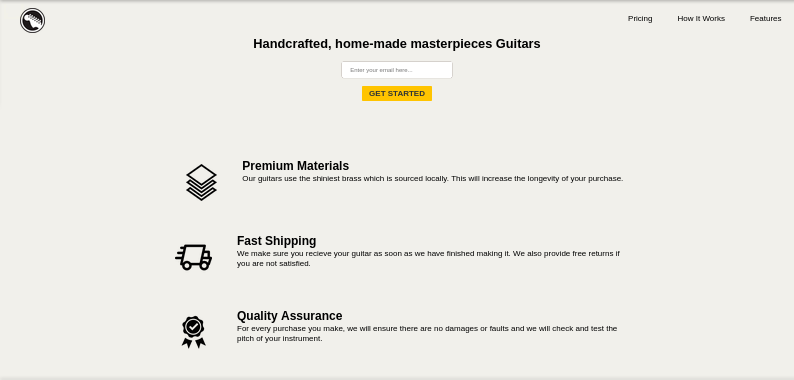 Pricing How It Works Features
Handcrafted, home-made masterpieces Guitars
Enter your email here...
GET STARTED
Premium Materials
Our guitars use the shiniest brass which is sourced locally. This will increase the longevity of your purchase.
Fast Shipping
We make sure you recieve your guitar as soon as we have finished making it. We also provide free returns if
you are not satisfied.
Quality Assurance
For every purchase you make, we will ensure there are no damages or faults and we will check and test the
pitch of your instrument.